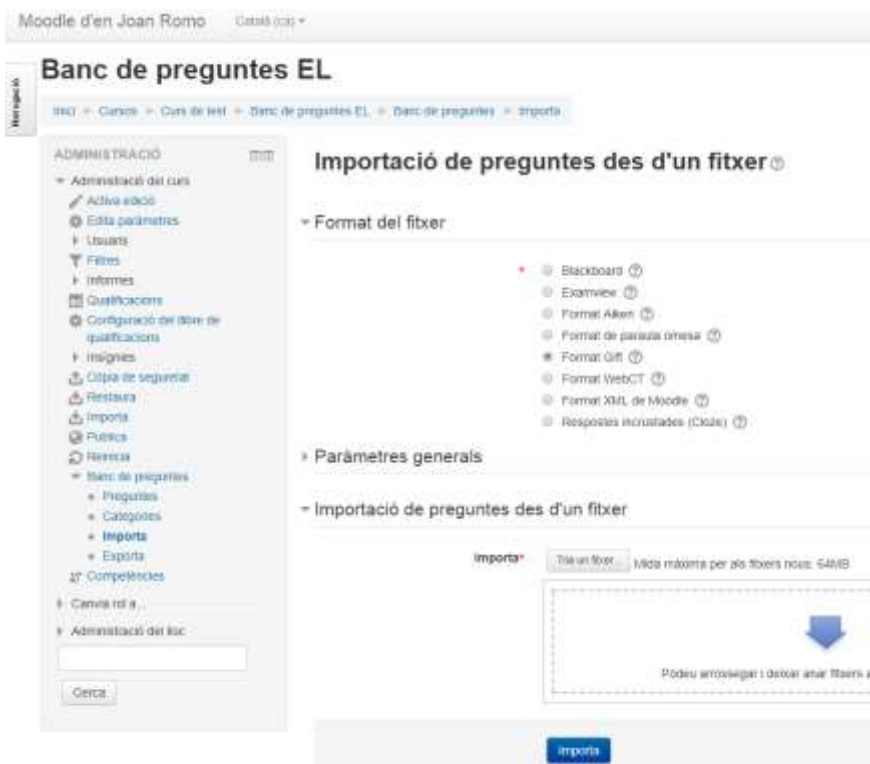 Moodle d'en Joan Romo Català (ca)
Navegació
Banc de preguntes EL
Inici Cursos Curs de test Banc de preguntes EL Banc de preguntes Importa
ADMINISTRACIÓ
Administració del curs
Activa edició
Edita paràmetres
Usuaris
Filtres
Informes
Qualificacions
Configuració del llibre de
qualificacions
Insígnies
Còpia de seguretat
Restaura
Importa
Publica
Reinicia
Banc de preguntes
Preguntes
Categories
Importa
Exporta
Competències
Canvia rol a...
Administració del lloc
Cerca
Importació de preguntes des d'un fitxer
Format del fitxer
* Blackboard
Examview
Format Aiken
Format de paraula omesa
Format Gift
Format WebCT
Format XML de Moodle
Respostes incrustades (Cloze)
Paràmetres generals
Importació de preguntes des d'un fitxer
Importa* Tria un fitxer... Mida màxima per als fitxers nous: 64MB
Podeu arrossegar i deixar anar fitxers a
Importa